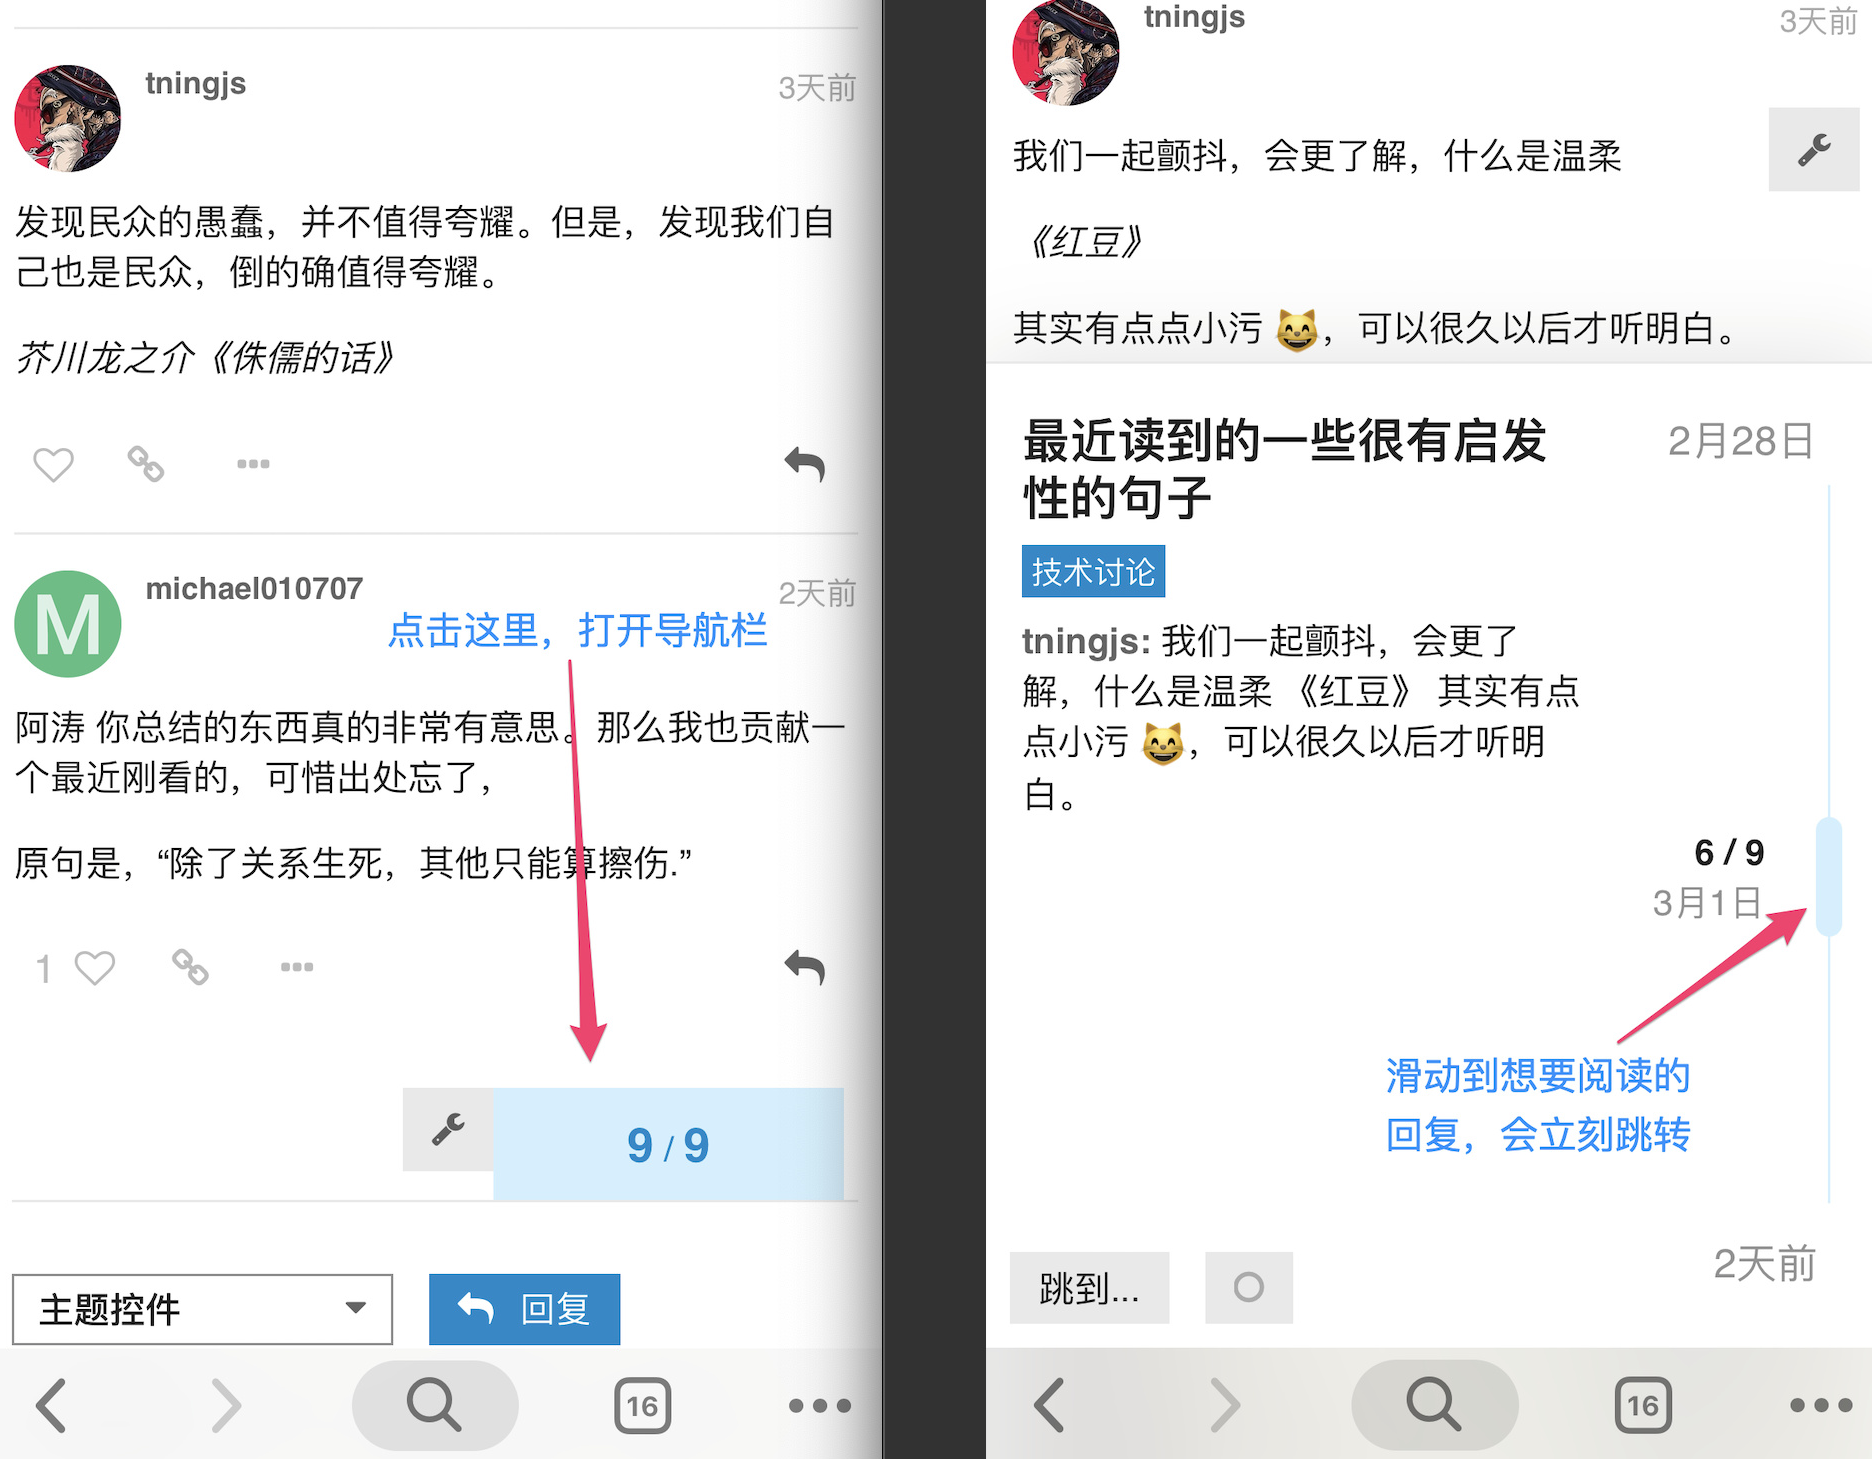 tningjs
3天前
发现民众的愚蠢，并不值得夸耀。但是，发现我们自
己也是民众，倒的确值得夸耀。
芥川龙之介《侏儒的话》
M
michael010707
2天前
点击这里，打开导航栏
阿涛 你总结的东西真的非常有意思。那么我也贡献一
个最近刚看的，可惜出处忘了，
原句是，“除了关系生死，其他只能算擦伤.”
1
9 / 9
主题控件
回复
16
tningjs
3天前
我们一起颤抖，会更了解，什么是温柔
《红豆》
其实有点点小污 😸，可以很久以后才听明白。
最近读到的一些很有启发
性的句子
2月28日
技术讨论
tningjs: 我们一起颤抖，会更了
解，什么是温柔 《红豆》 其实有点
点小污 😸，可以很久以后才听明
白。
6 / 9
3月1日
滑动到想要阅读的
回复，会立刻跳转
2天前
跳到...
16